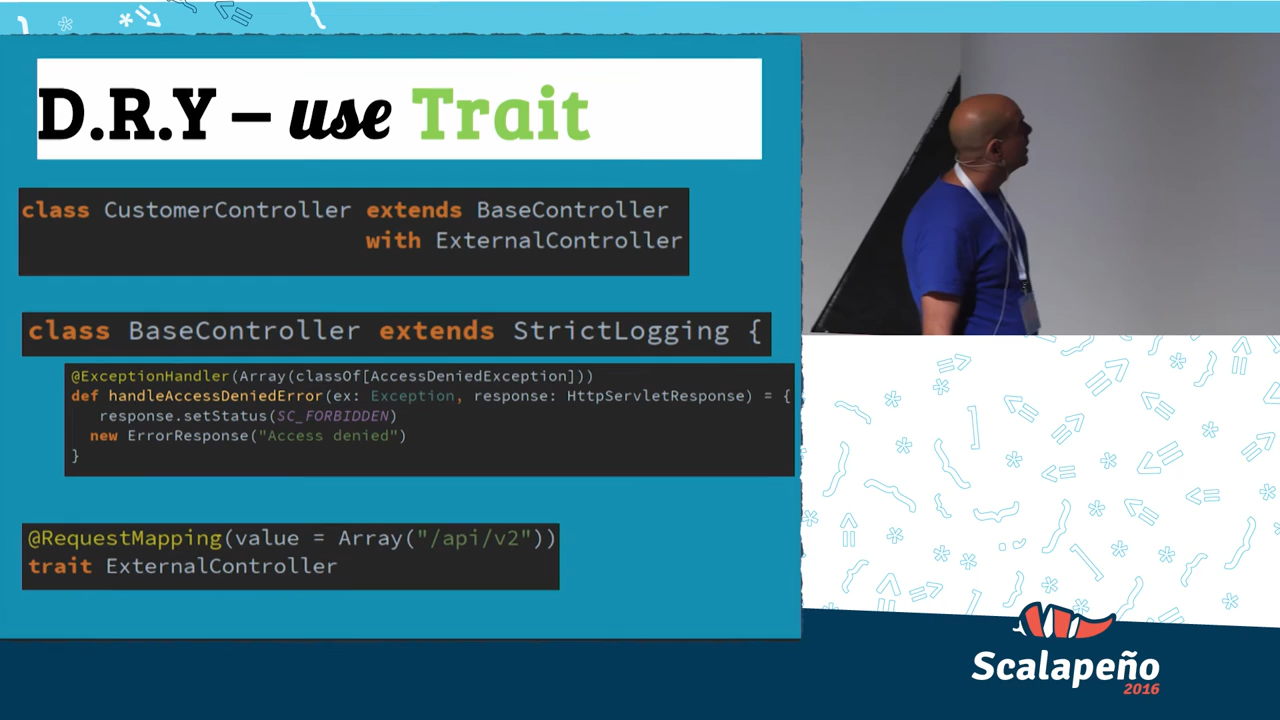 D.R.Y – use Trait
class CustomerController extends BaseController
with ExternalController
class BaseController extends StrictLogging {
@ExceptionHandler(Array(classOf[AccessDeniedException]))
def handleAccessDeniedError(ex: Exception, response: HttpServletResponse) = {
response.setStatus(SC_FORBIDDEN)
new ErrorResponse("Access denied")
}
@RequestMapping(value = Array("/api/v2"))
trait ExternalController
Scalapeño
2016